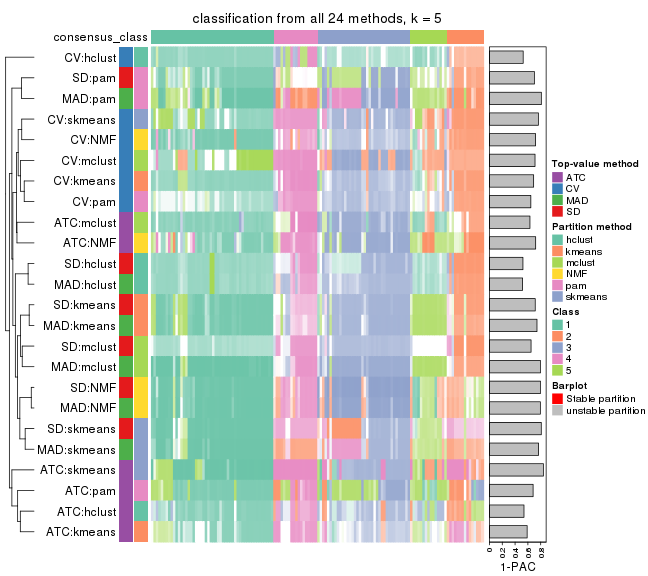 classification from all 24 methods, k = 5
consensus_class
CV:hclust
SD:pam
MAD:pam
CV:skmeans
CV:NMF
CV:mclust
CV:kmeans
CV:pam
ATC:mclust
ATC:NMF
SD:hclust
MAD:hclust
SD:kmeans
MAD:kmeans
SD:mclust
MAD:mclust
SD:NMF
MAD:NMF
SD:skmeans
MAD:skmeans
ATC:skmeans
ATC:pam
ATC:hclust
ATC:kmeans
0 0.2 0.4 0.6 0.8
1-PAC
Top-value method
ATC
CV
MAD
SD
Partition method
hclust
kmeans
mclust
NMF
pam
skmeans
Class
1
2
3
4
5
Barplot
Stable partition
unstable partition